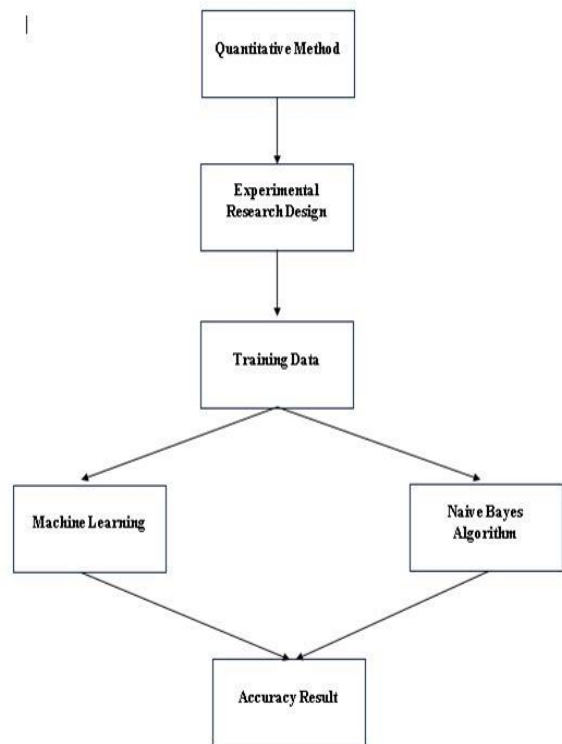 Quantitative Method
Experimental
Research Design
Training Data
Machine Learning
Naive Bayes
Algorithm
Accuracy Result